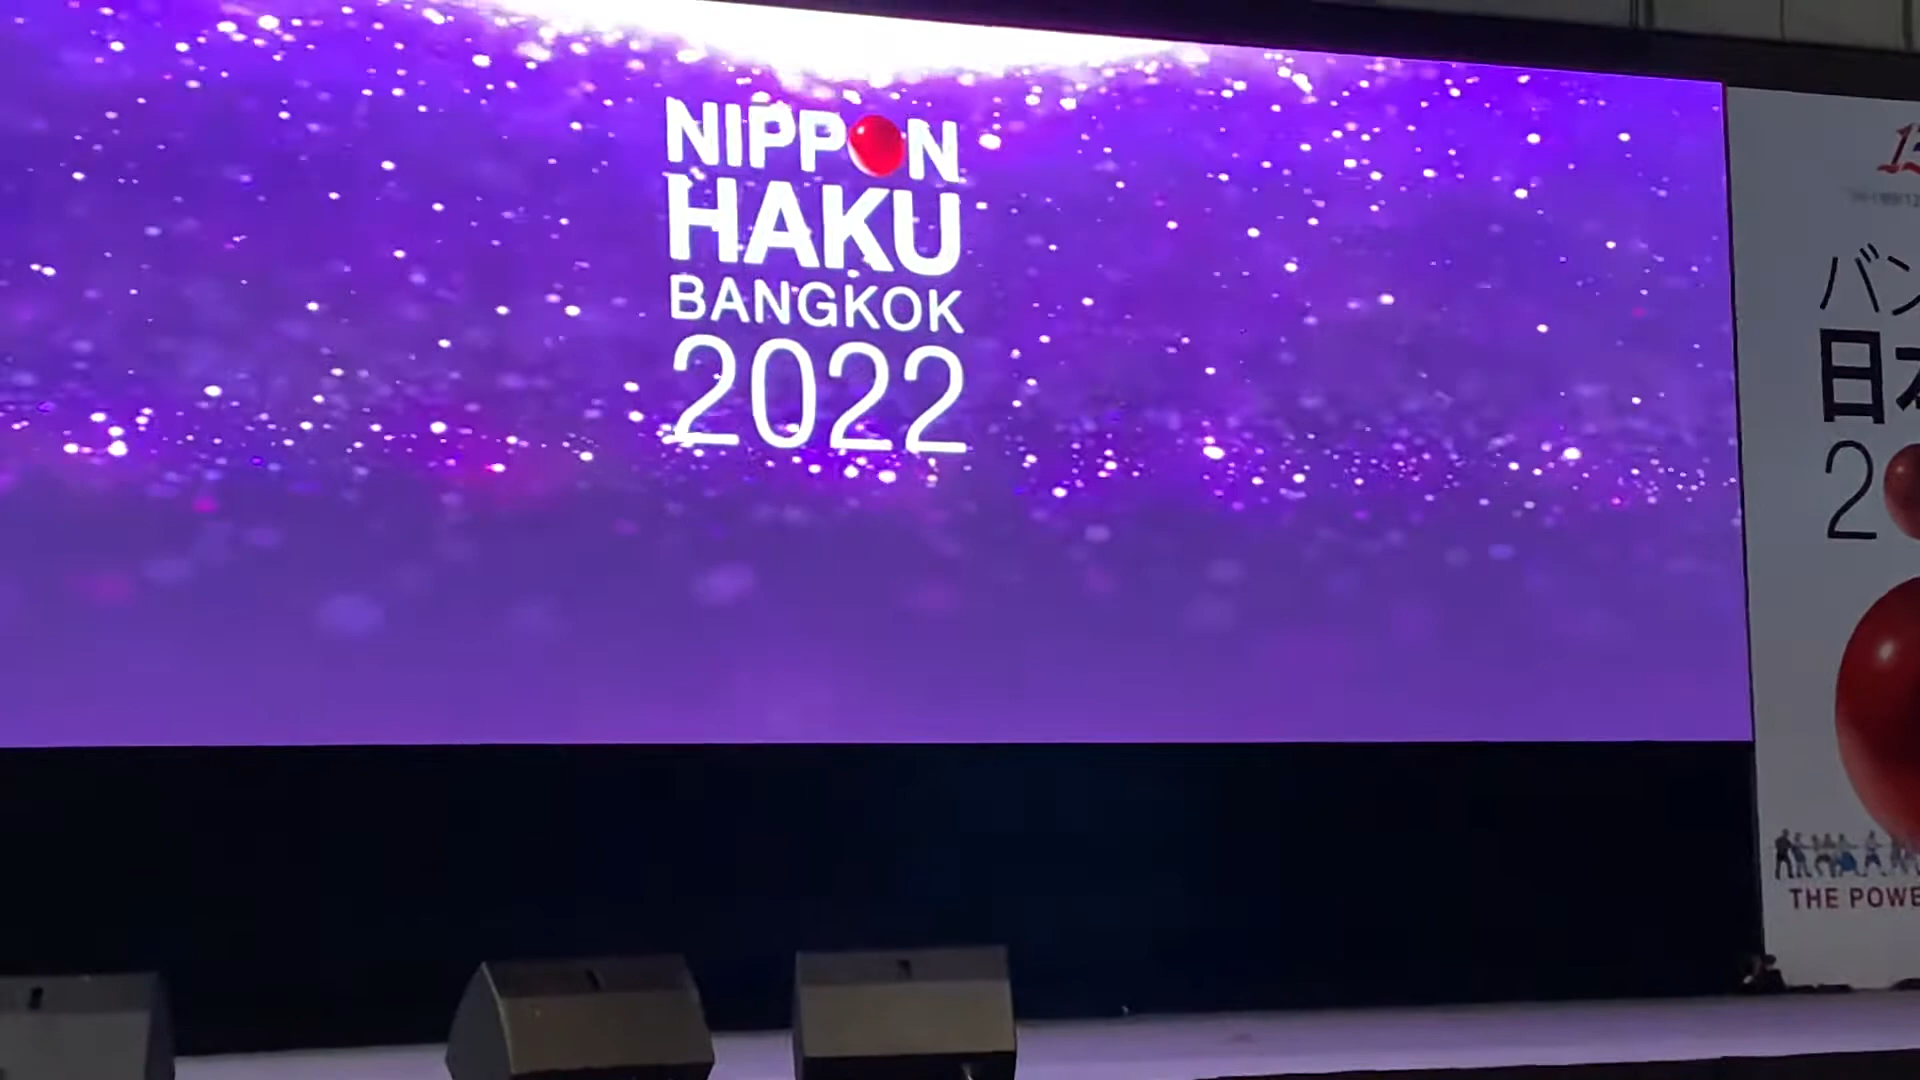 NIPPON
HAKU
BANGKOK
2022
バン
日本
2
THE POWE